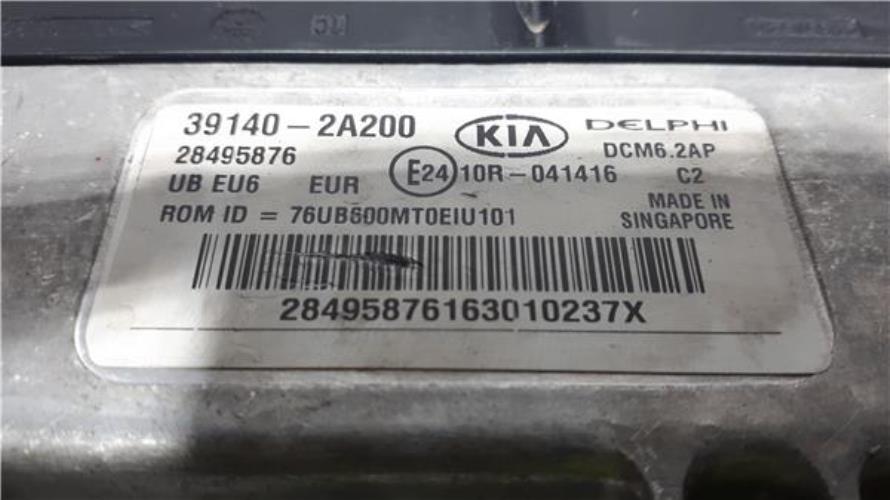 39140-2A200 KIA DELPHI
28495876 E24 10R-041416 DCM6.2AP
UB EU6 EUR C2
MADE IN
ROM ID = 76UB600MT0EIU101 SINGAPORE
28495876163010237X